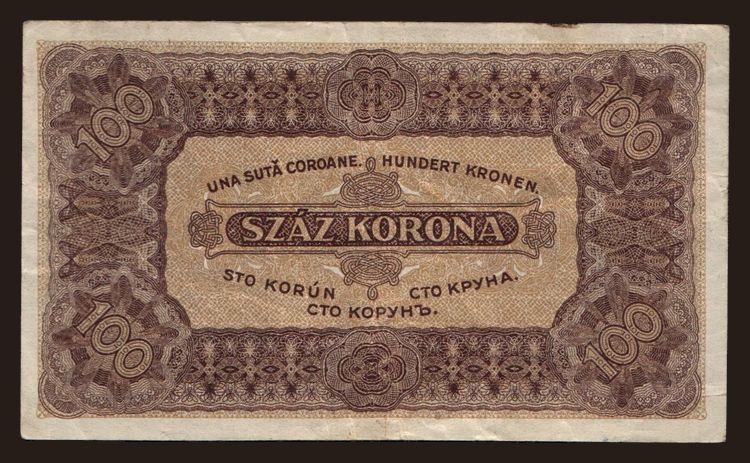 100 100
UNA SUTĂ COROANE. HUNDERT KRONEN.
SZÁZ KORONA
STO KORÚN СТО КРУНА.
СТО КОРУНЪ.
100 100